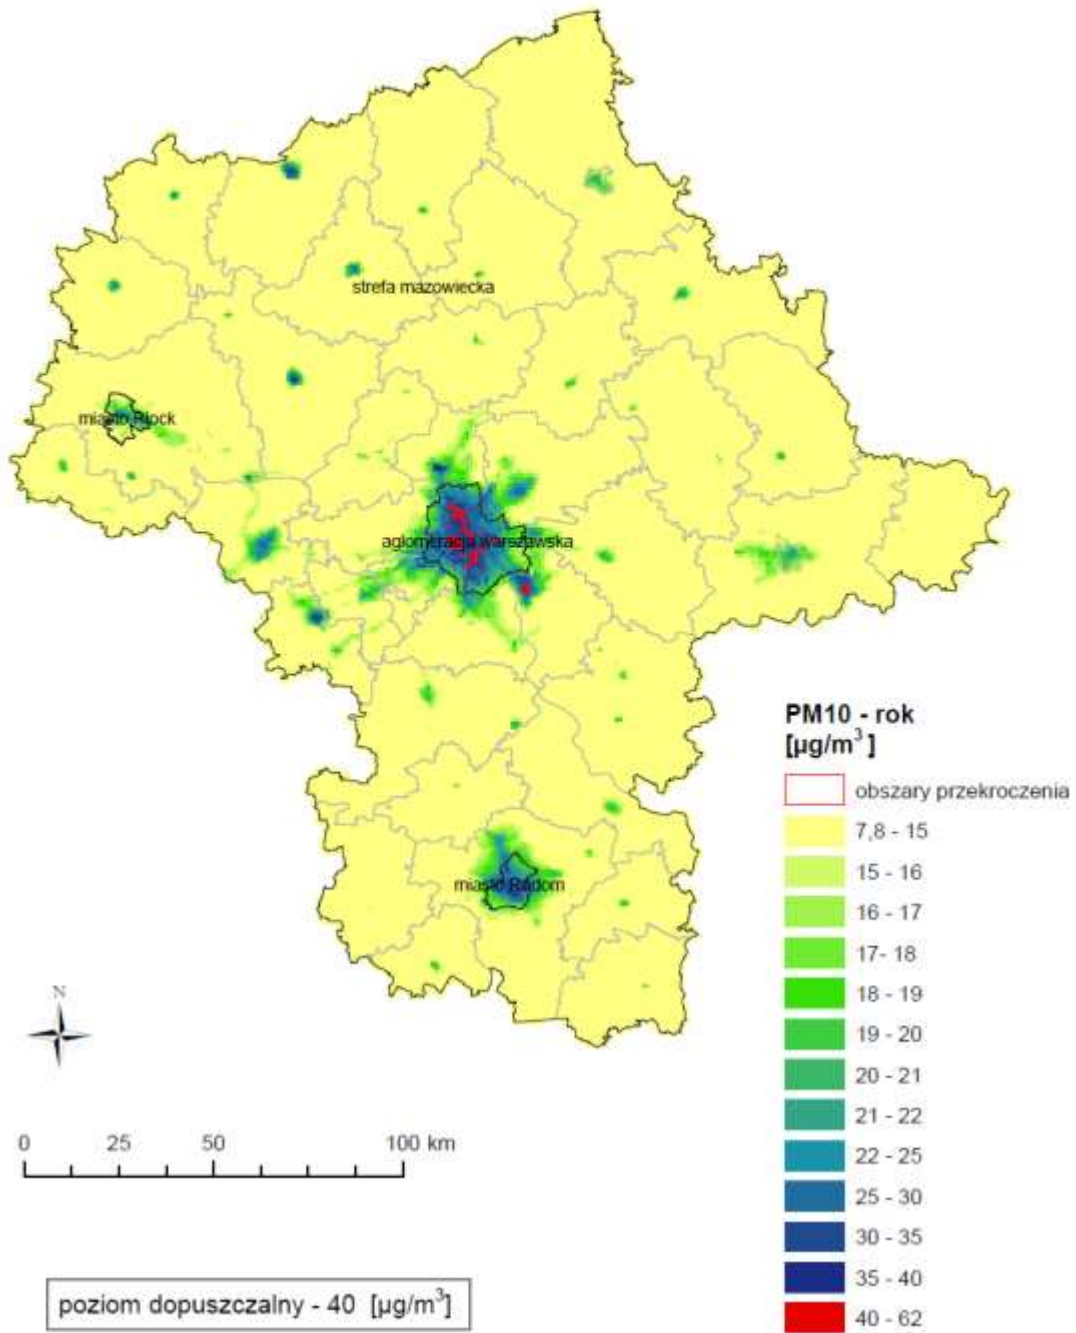 strefa mazowiecka
miasto Płock
aglomeracja warszawska
miasto Radom
PM10 - rok
[µg/m³ ]
obszary przekroczenia
7,8 - 15
15 - 16
16 - 17
17- 18
18 - 19
19 - 20
20 - 21
21 - 22
22 - 25
25 - 30
30 - 35
35 - 40
40 - 62
N
0 25 50 100 km
poziom dopuszczalny - 40 [µg/m³]